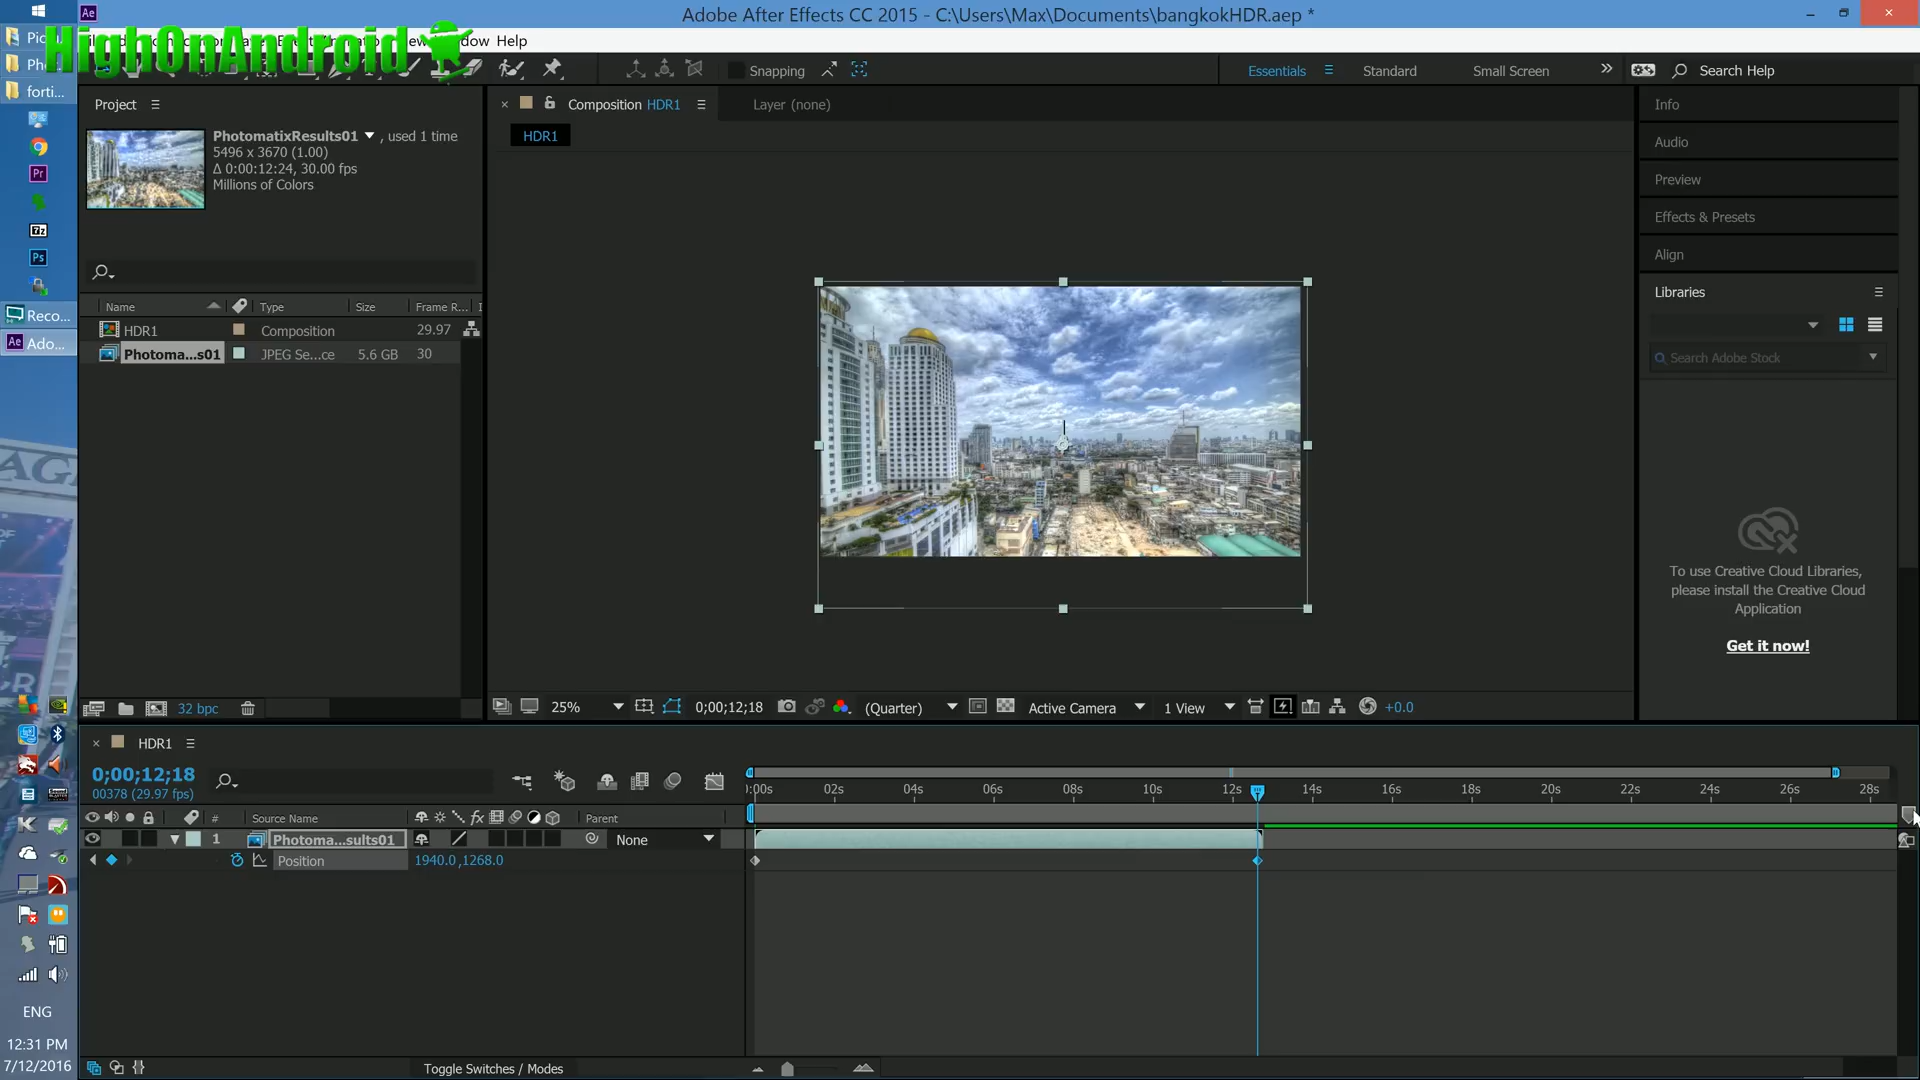 Adobe After Effects CC 2015 - C:\Users\Max\Documents\bangkokHDR.aep *
HighOnAndroid
Help
Snapping
Essentials
Standard
Small Screen
Search Help
forti...
Reco...
Ado...
Project
PhotomatixResults01 , used 1 time
5496 x 3670 (1.00)
Δ 0:00:12:24, 30.00 fps
Millions of Colors
Name Type Size Frame R...
HDR1 Composition 29.97
Photoma...s01 JPEG Se...ce 5.6 GB 30
32 bpc
Composition HDR1
Layer (none)
HDR1
25%
0;00;12;18
(Quarter)
Active Camera
1 View
+0.0
Info
Audio
Preview
Effects & Presets
Align
Libraries
Search Adobe Stock
To use Creative Cloud Libraries,
please install the Creative Cloud
Application
Get it now!
HDR1
0;00;12;18
00378 (29.97 fps)
# Source Name
Parent
1 Photoma...sults01
None
Position 1940.0,1268.0
:00s 02s 04s 06s 08s 10s 12s 14s 16s 18s 20s 22s 24s 26s 28s
Toggle Switches / Modes
ENG
12:31 PM
7/12/2016